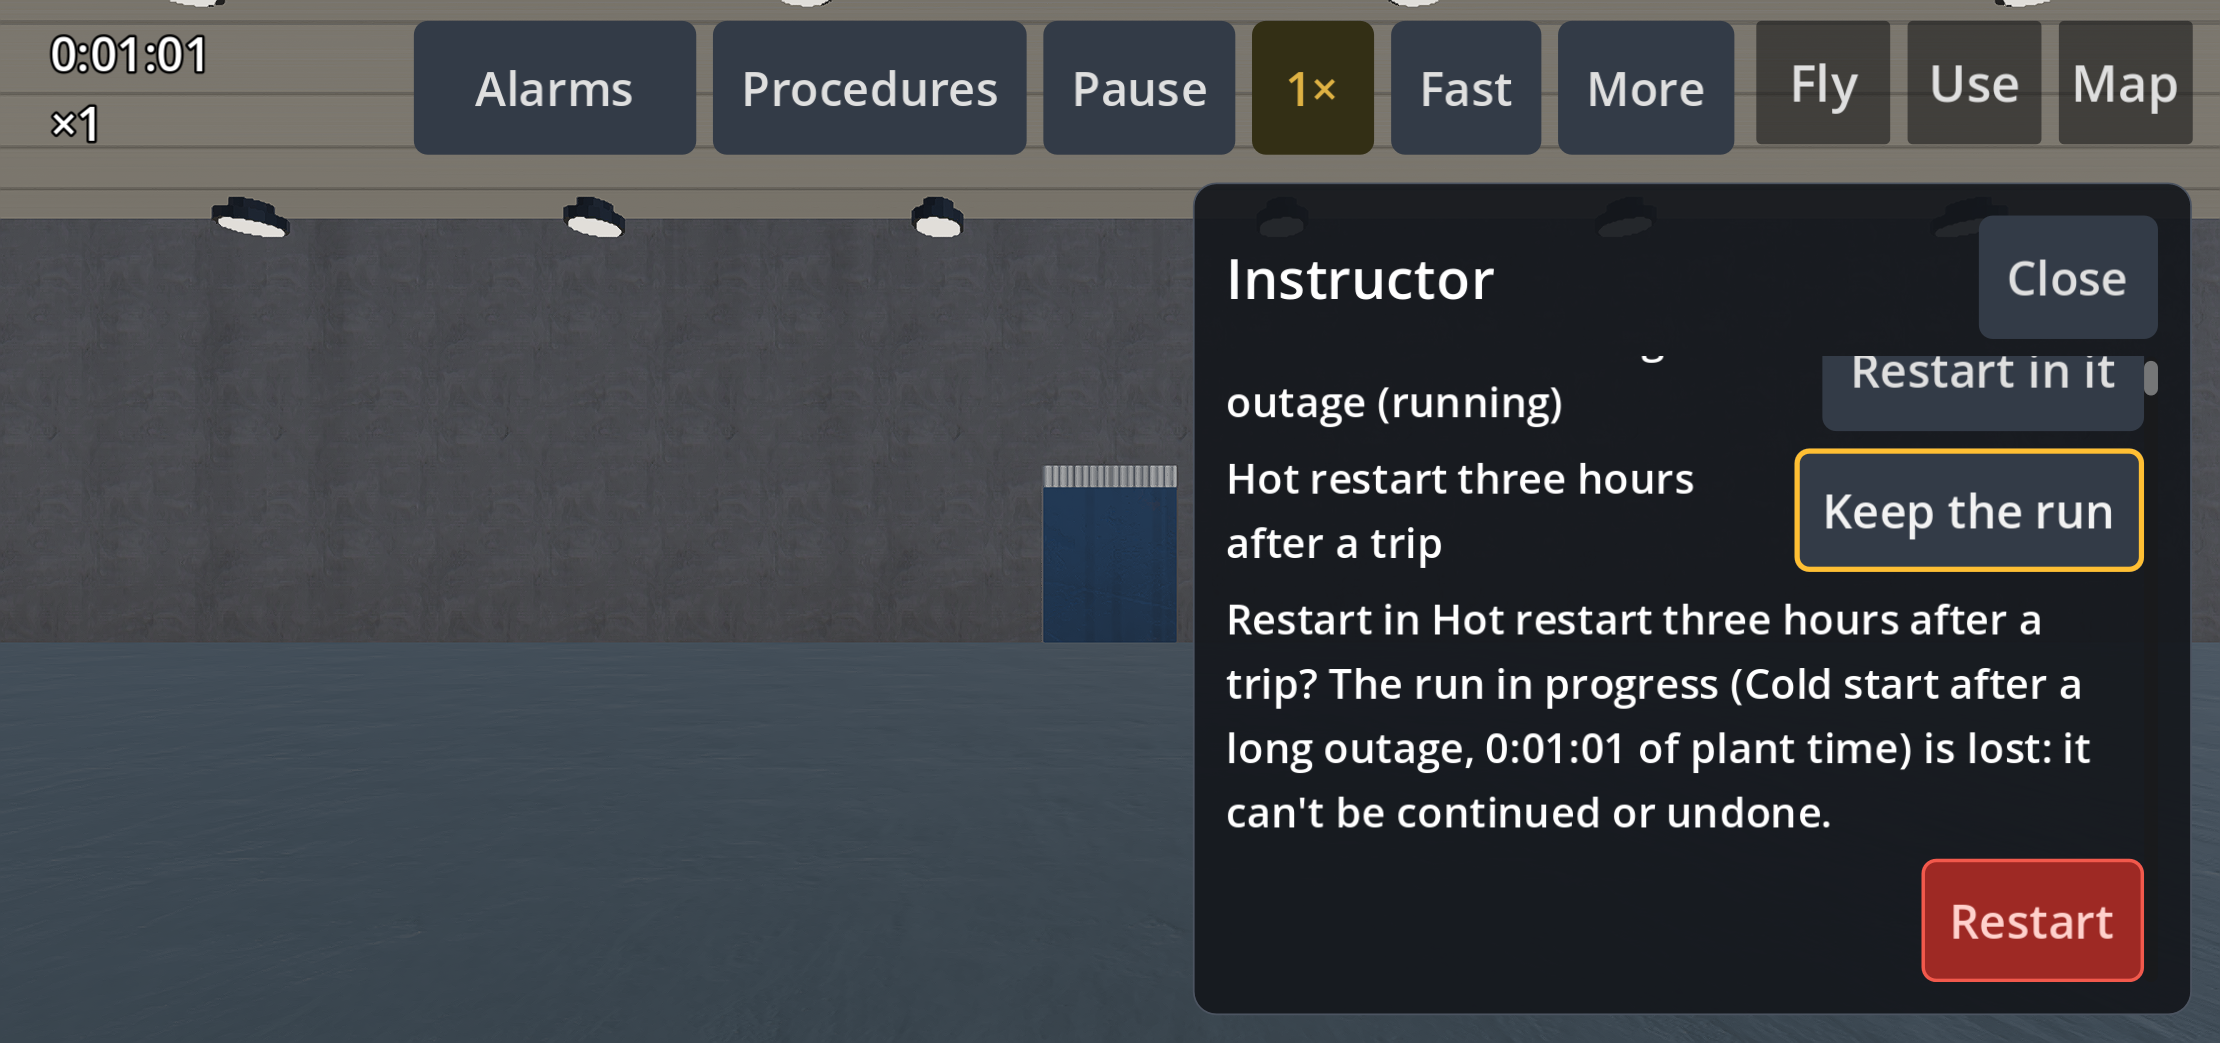 0:01:01
×1
Alarms
Procedures
Pause
1×
Fast
More
Fly
Use
Map
Instructor
Close
outage (running)
Restart in it
Hot restart three hours
after a trip
Keep the run
Restart in Hot restart three hours after a
trip? The run in progress (Cold start after a
long outage, 0:01:01 of plant time) is lost: it
can't be continued or undone.
Restart